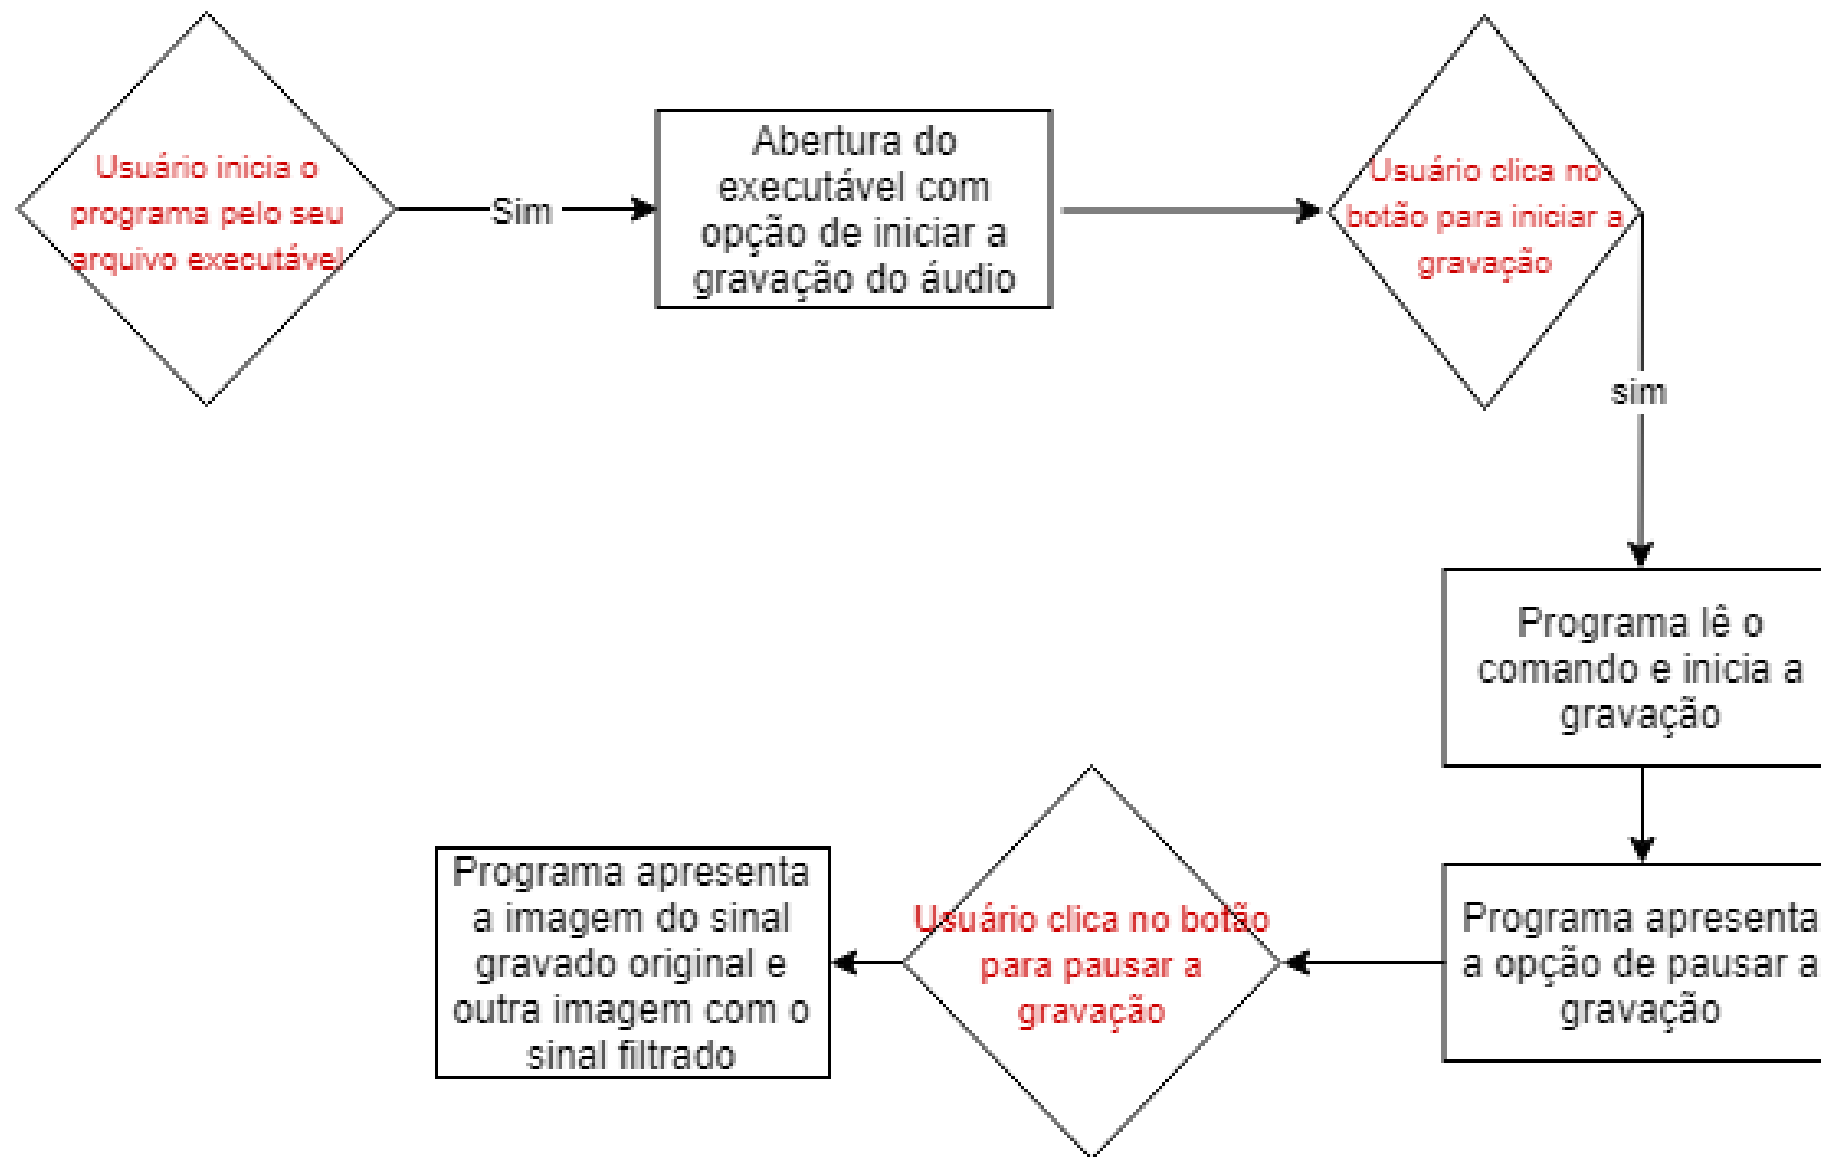 Usuário inicia o
programa pelo seu
arquivo executável
Sim
Abertura do
executável com
opção de iniciar a
gravação do áudio
Usuário clica no
botão para iniciar a
gravação
sim
Programa lê o
comando e inicia a
gravação
Programa apresenta
a opção de pausar a
gravação
Usuário clica no botão
para pausar a
gravação
Programa apresenta
a imagem do sinal
gravado original e
outra imagem com o
sinal filtrado